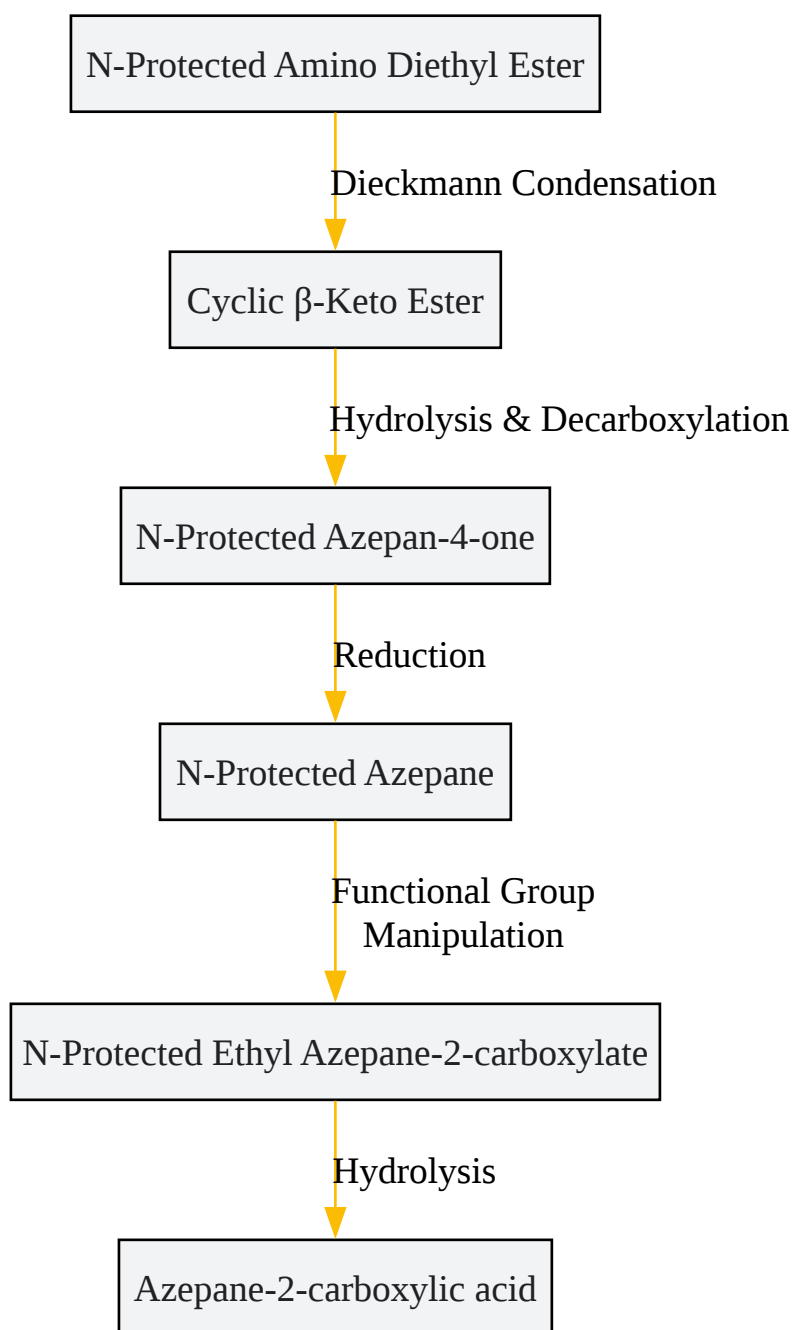 N-Protected Amino Diethyl Ester
Dieckmann Condensation
Cyclic β-Keto Ester
Hydrolysis & Decarboxylation
N-Protected Azepan-4-one
Reduction
N-Protected Azepane
Functional Group
Manipulation
N-Protected Ethyl Azepane-2-carboxylate
Hydrolysis
Azepane-2-carboxylic acid